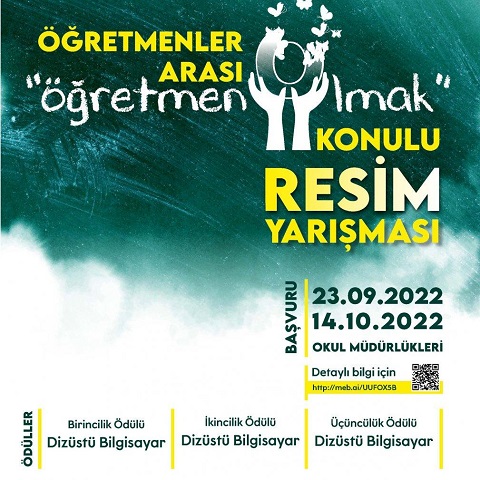 ÖĞRETMENLER
ARASI
"öğretmen Olmak"
KONULU
RESİM
YARIŞMASI
BAŞVURU
23.09.2022
14.10.2022
OKUL MÜDÜRLÜKLERİ
Detaylı bilgi için
http://meb.ai/UUFOX5B
ÖDÜLLER
Birincilik Ödülü
Dizüstü Bilgisayar
İkincilik Ödülü
Dizüstü Bilgisayar
Üçüncülük Ödülü
Dizüstü Bilgisayar